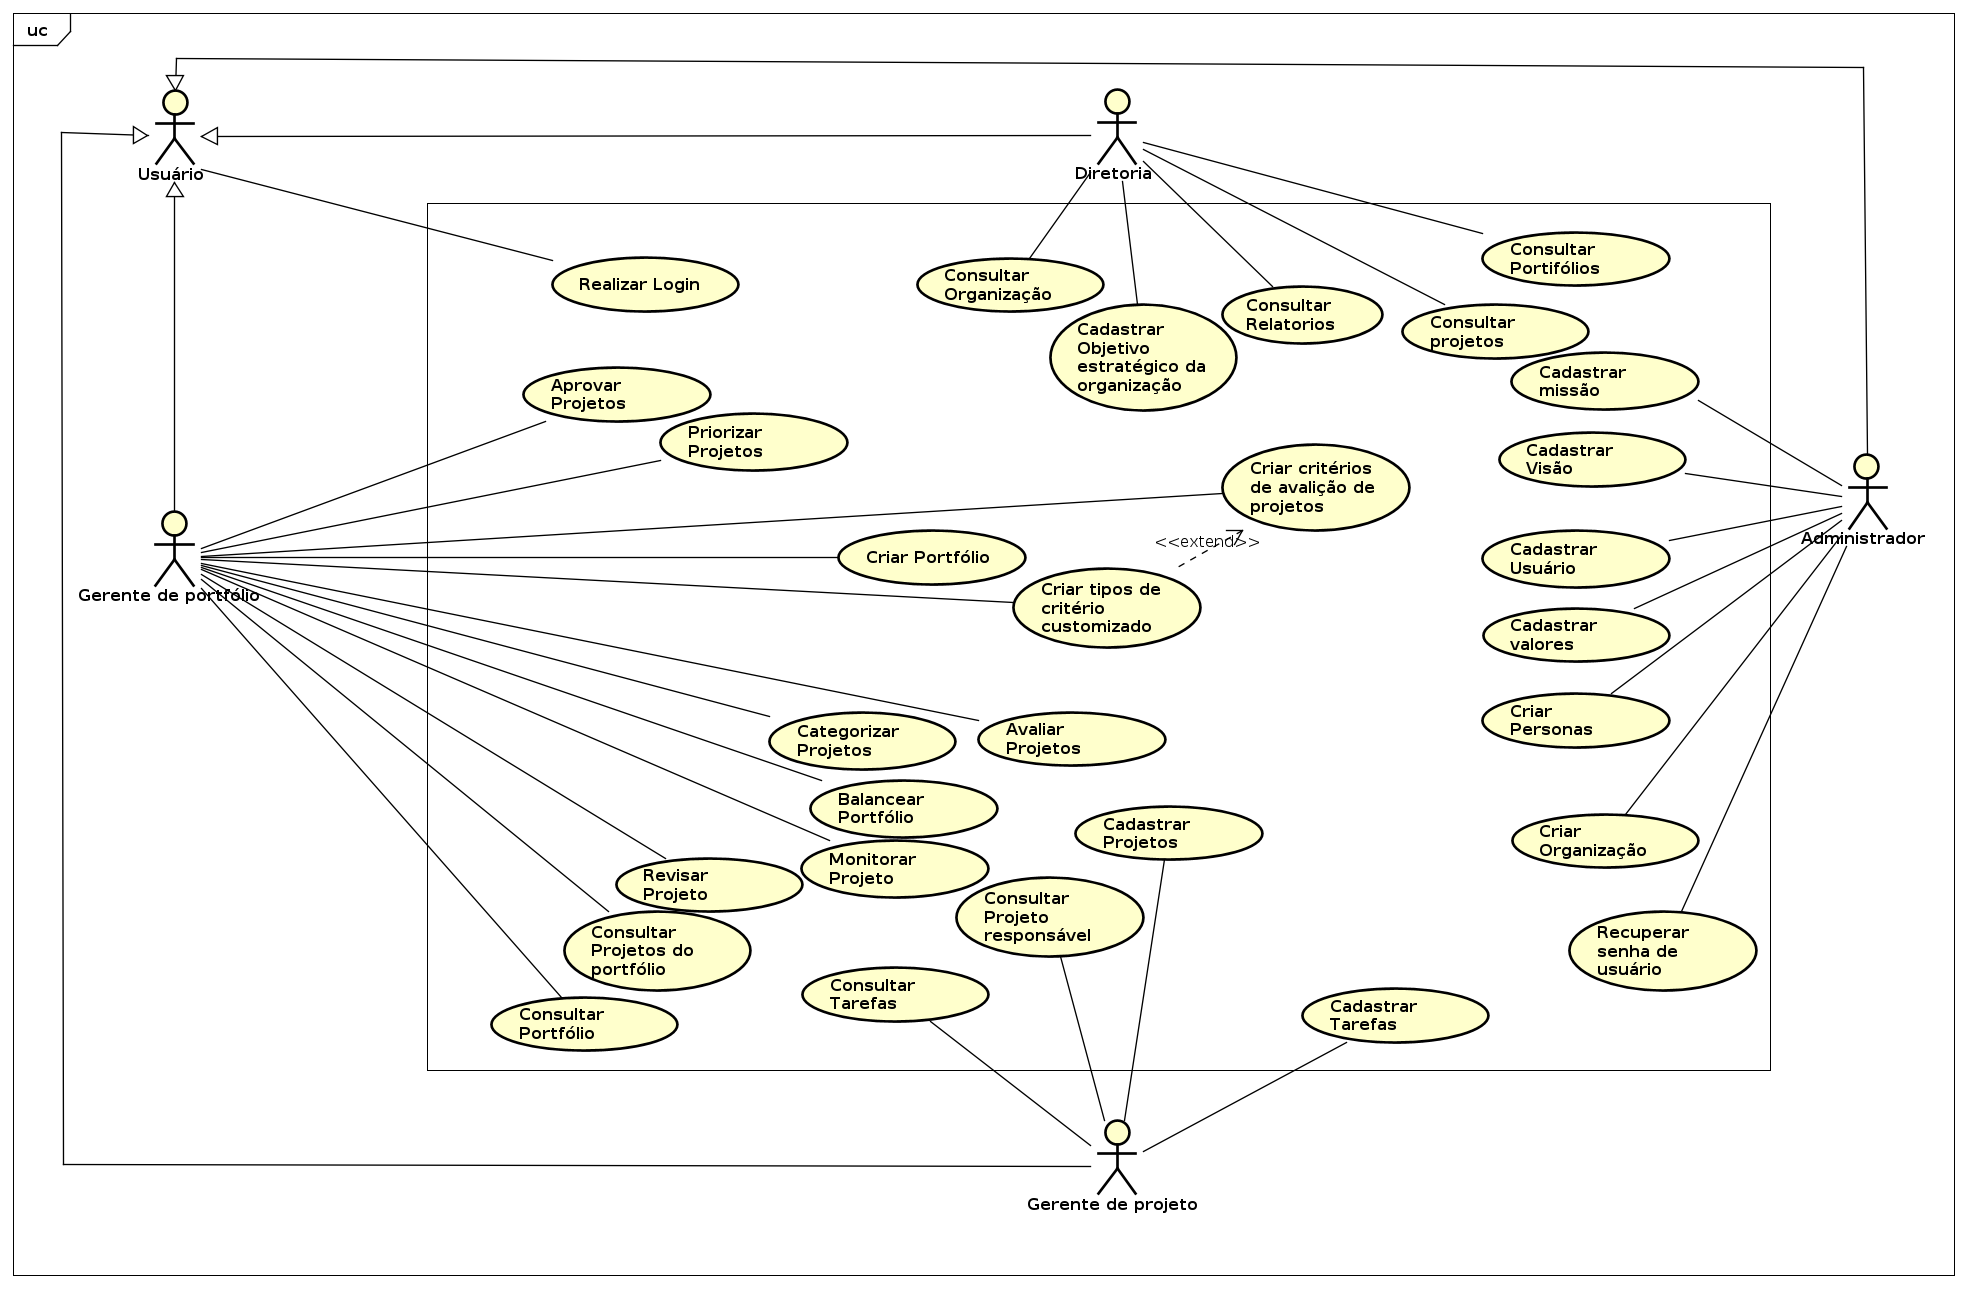 uc
Usuário
Diretoria
Realizar Login
Consultar
Organização
Cadastrar
Objetivo
estratégico da
organização
Consultar
Relatorios
Consultar
Portifólios
Consultar
projetos
Cadastrar
missão
Aprovar
Projetos
Priorizar
Projetos
Criar critérios
de avalição de
projetos
Cadastrar
Visão
<<extend>>
Criar Portfólio
Criar tipos de
critério
customizado
Cadastrar
Usuário
Administrador
Gerente de portfólio
Cadastrar
valores
Criar
Personas
Categorizar
Projetos
Avaliar
Projetos
Balancear
Portfólio
Cadastrar
Projetos
Criar
Organização
Monitorar
Projeto
Revisar
Projeto
Consultar
Projeto
responsável
Consultar
Projetos do
portfólio
Recuperar
senha de
usuário
Consultar
Tarefas
Consultar
Portfólio
Cadastrar
Tarefas
Gerente de projeto